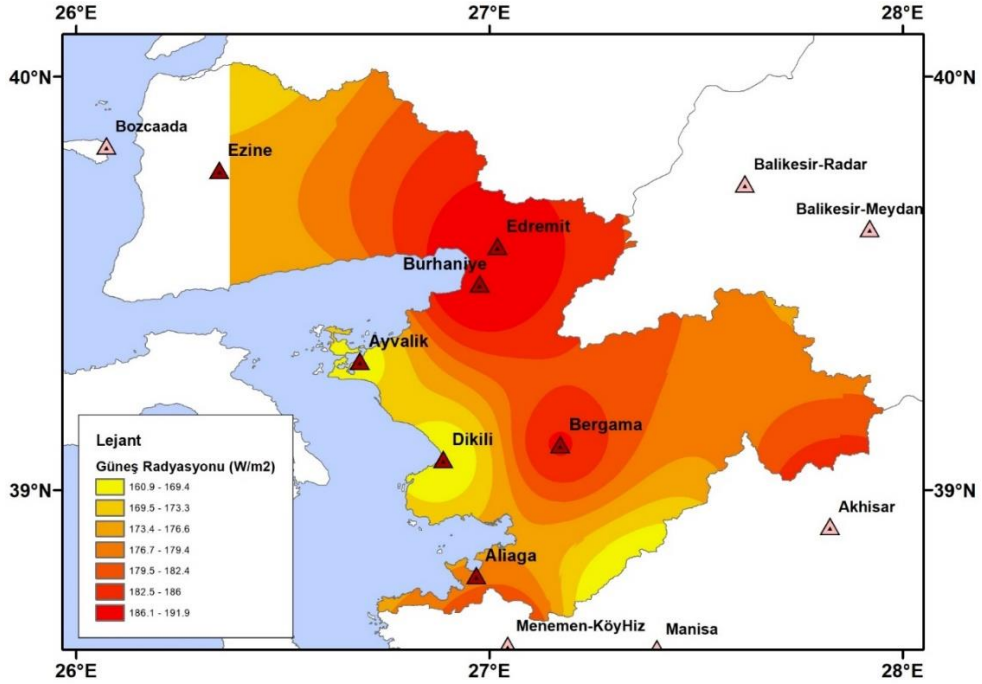 26°E 27°E 28°E
40°N 40°N
Bozcaada
Ezine
Balikesir-Radar
Balikesir-Meydan
Edremit
Burhaniye
Ayvalik
Bergama
Dikili
39°N 39°N
Akhisar
Aliaga
Menemen-KöyHiz Manisa
Lejant
Güneş Radyasyonu (W/m2)
160.9 - 169.4
169.5 - 173.3
173.4 - 176.6
176.7 - 179.4
179.5 - 182.4
182.5 - 186
186.1 - 191.9
26°E 27°E 28°E